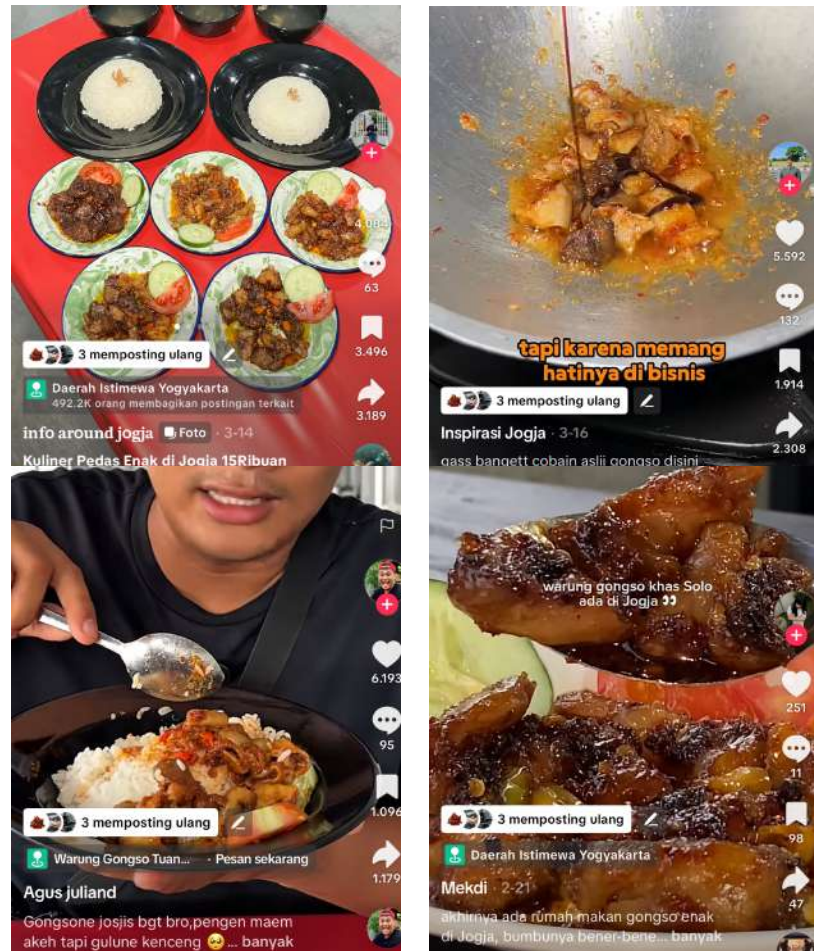 4.084
63
3.496
3.189
3 memposting ulang
Daerah Istimewa Yogyakarta
492.2K orang membagikan postingan terkait
info around jogja Foto · 3-14
Kuliner Pedas Enak di Jogja 15Ribuan
5.592
132
1.914
2.308
tapi karena memang
hatinya di bisnis
3 memposting ulang
Inspirasi Jogja · 3-16
gass bangett cobain aslii gongso disini
6.193
95
1.096
1.179
3 memposting ulang
Warung Gongso Tuan... · Pesan sekarang
Agus juliand
Gongsone josjis bgt bro,pengen maem
akeh tapi gulune kenceng 🥺... banyak
warung gongso khas Solo
ada di Jogja 👀
251
11
98
47
3 memposting ulang
Daerah Istimewa Yogyakarta
Mekdi · 2-21
akhirnya ada rumah makan gongso enak
di Jogja, bumbunya bener-bene... banyak